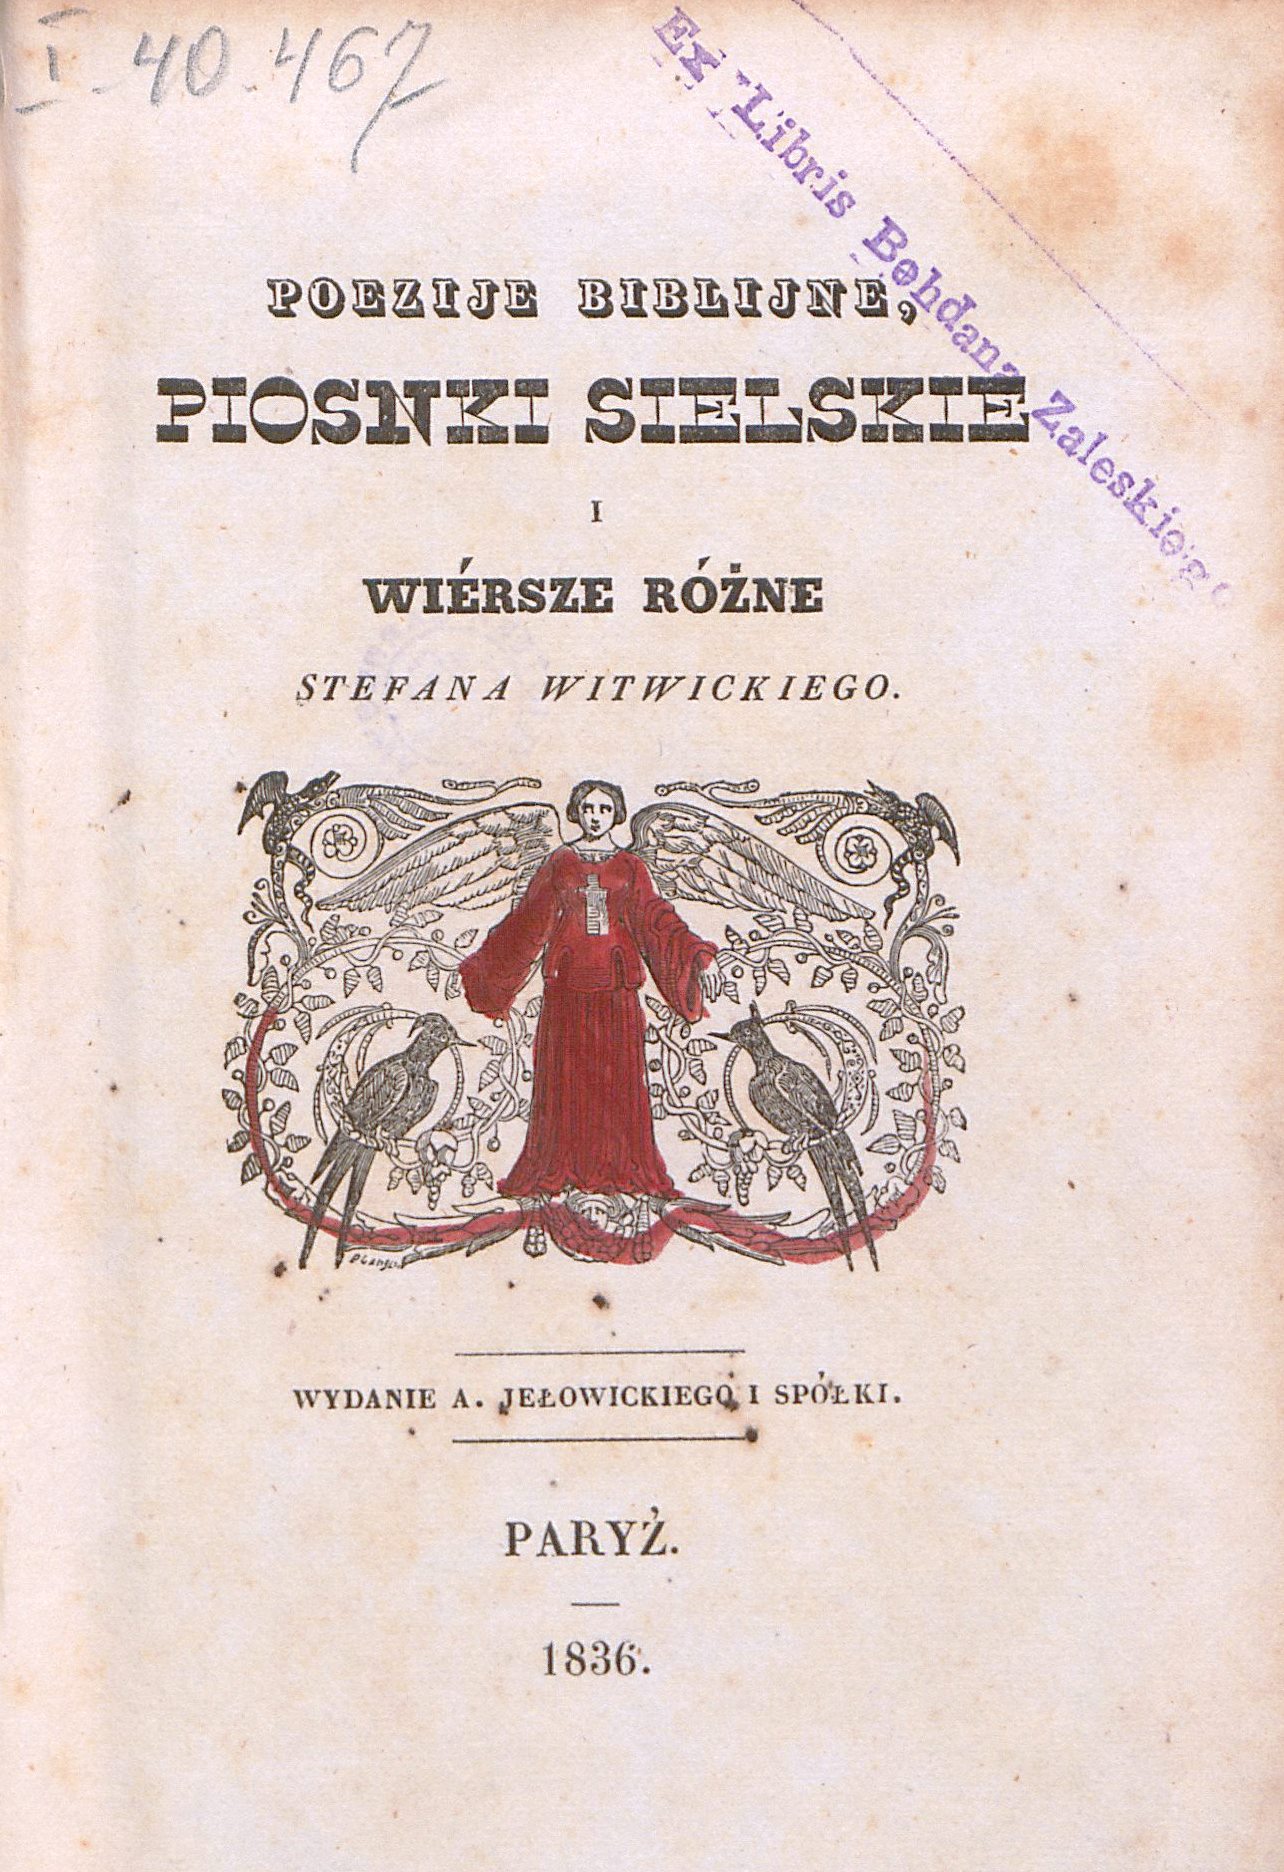 I 40.467
Ex Libris Bohdana Zaleskiego
POEZIJE BIBLIJNE,
PIOSNKI SIELSKIE
I
WIÉRSZE RÓŻNE
STEFANA WITWICKIEGO.
WYDANIE A. JEŁOWICKIEGO I SPÓŁKI.
PARYŻ.
1836.